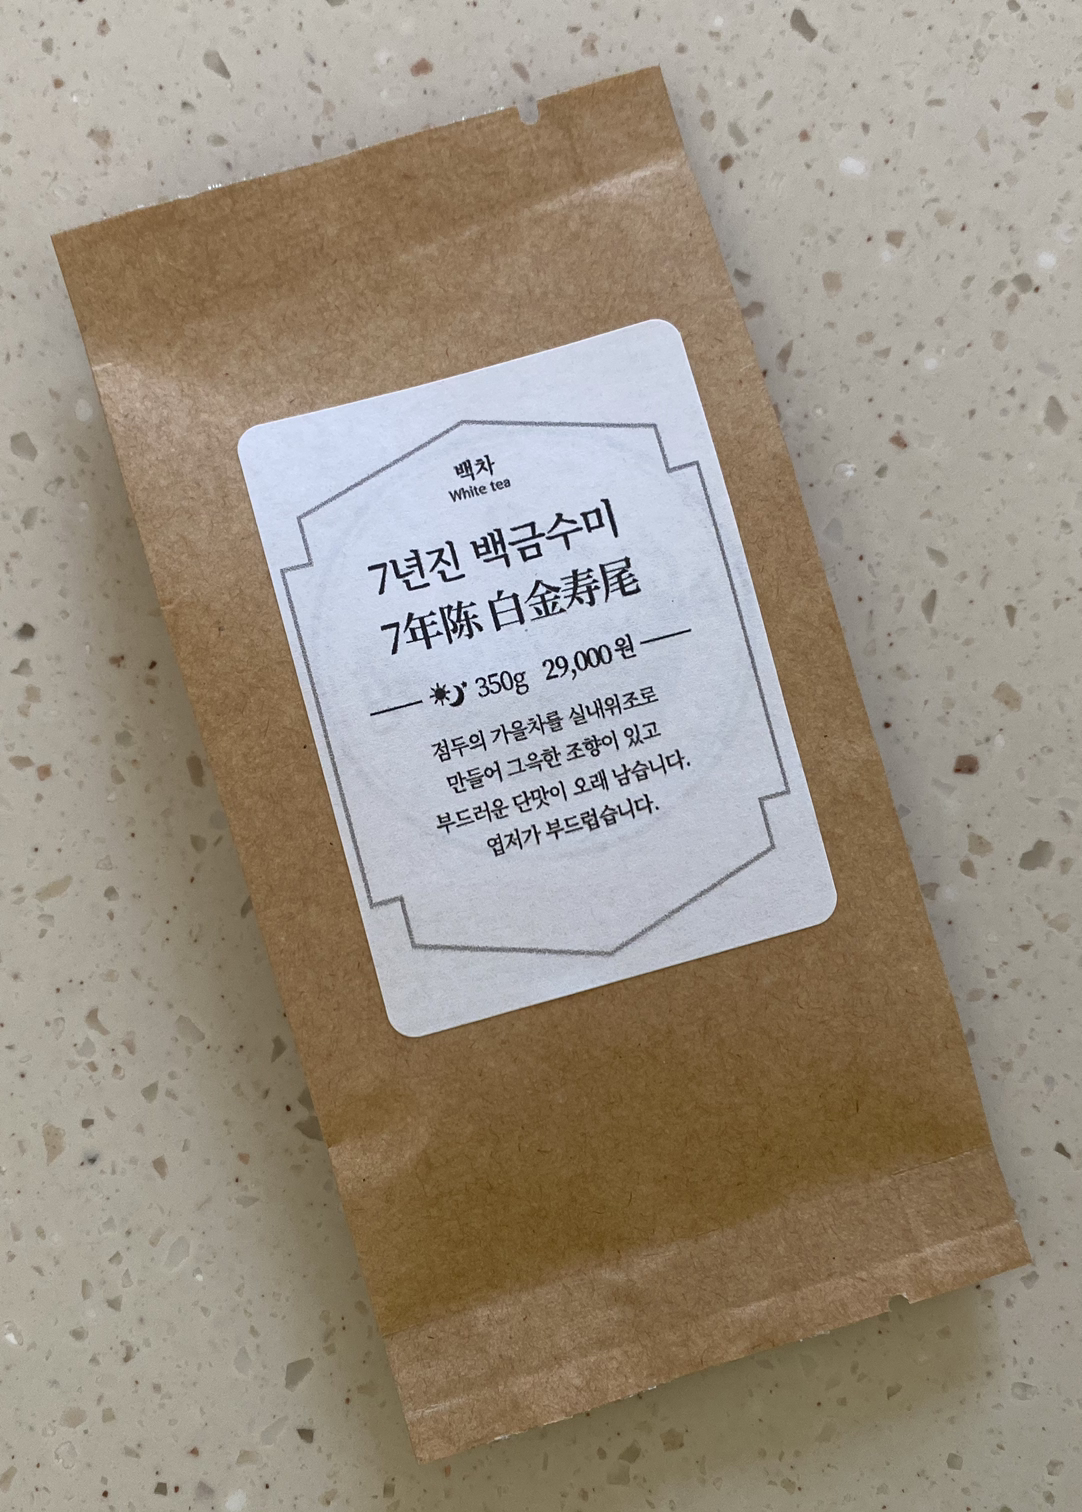 백차
White tea
7년진 백금수미
7年陈 白金寿尾
350g 29,000원
점두의 가을차를 실내위조로
만들어 그윽한 조향이 있고
부드러운 단맛이 오래 남습니다.
엽저가 부드럽습니다.